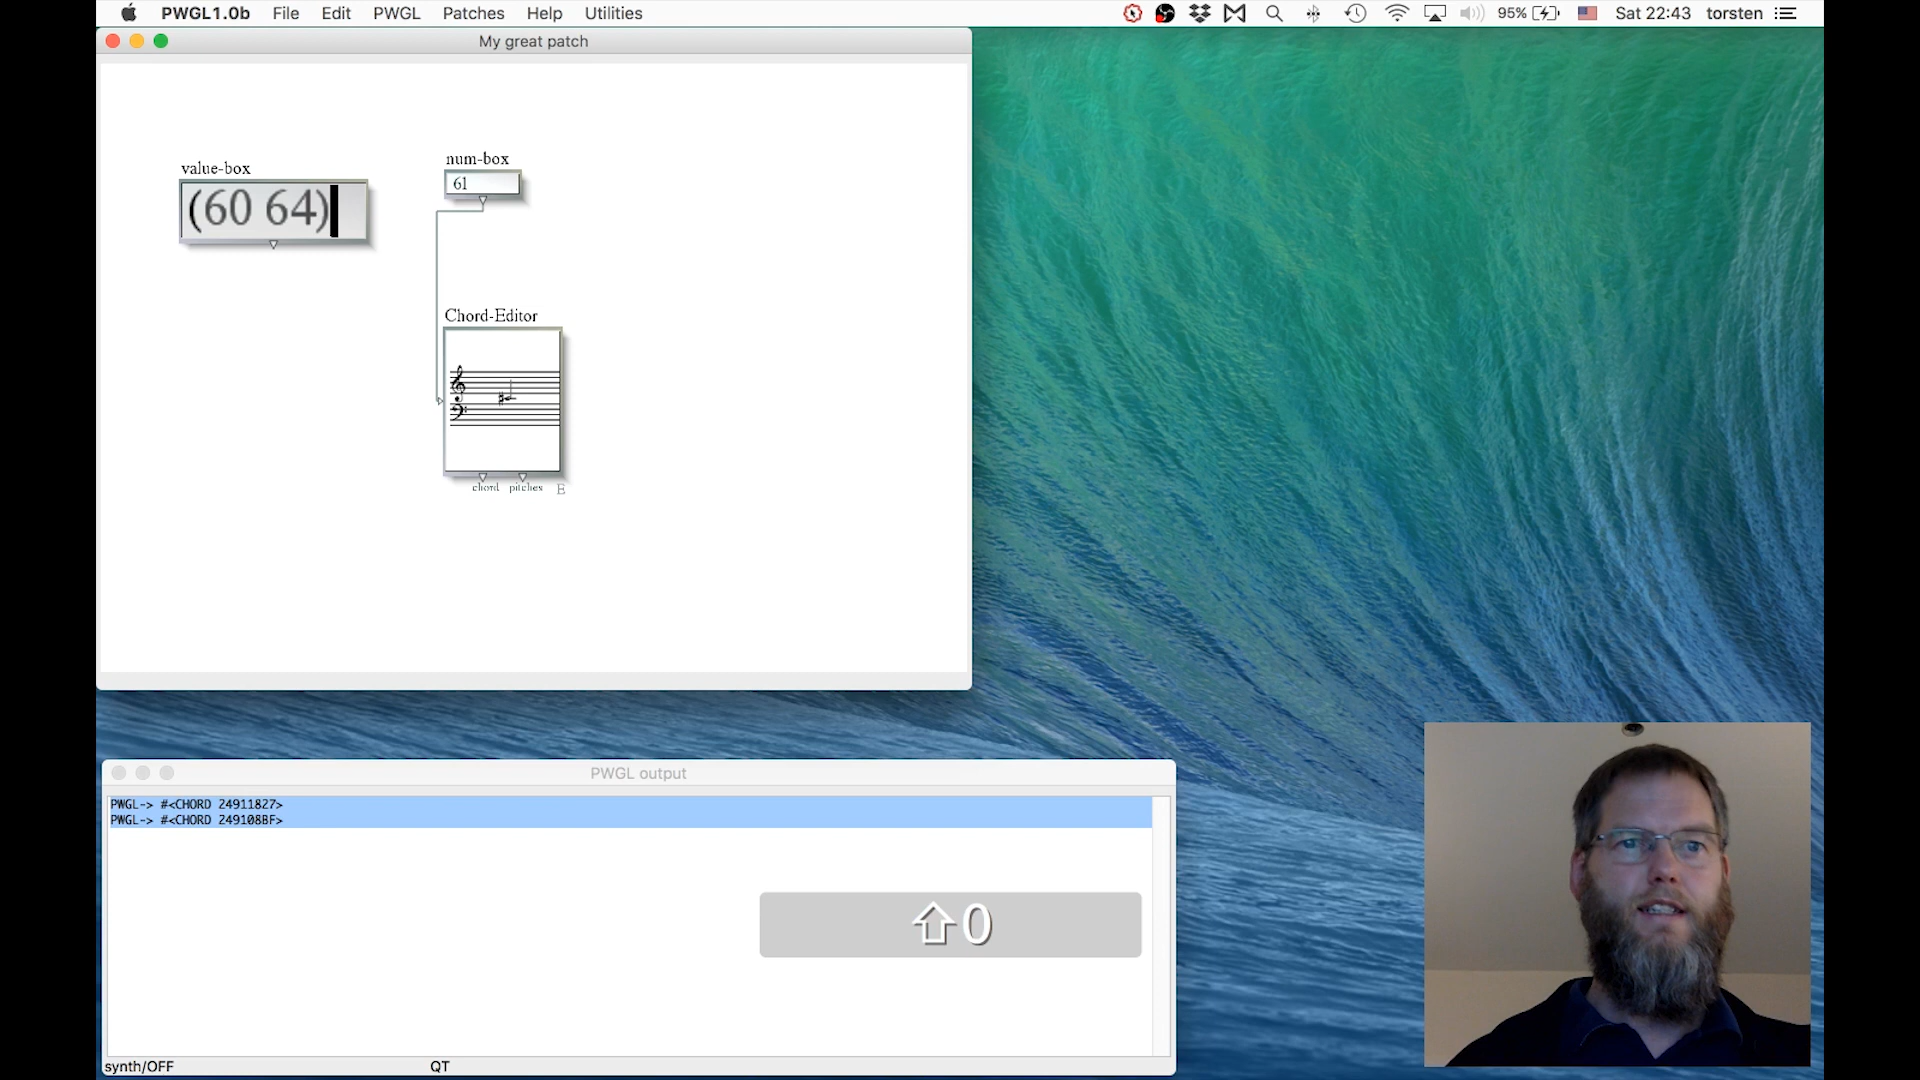 PWGL1.0b File Edit PWGL Patches Help Utilities 95% Sat 22:43 torsten
My great patch
value-box
(60 64)
num-box
61
Chord-Editor
chord pitches E
PWGL output
PWGL-> #<CHORD 24911827>
PWGL-> #<CHORD 249108BF>
⇧0
synth/OFF QT